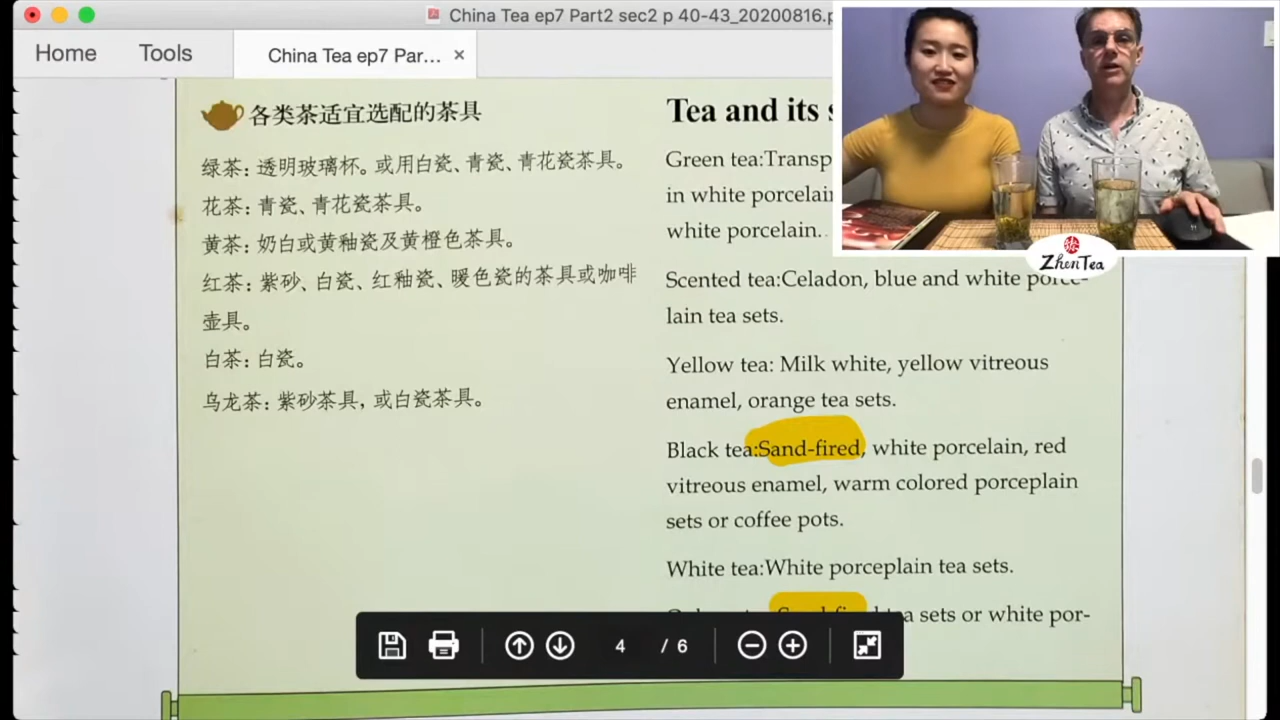 China Tea ep7 Part2 sec2 p 40-43_20200816.p
Home
Tools
China Tea ep7 Par... ×
各类茶适宜选配的茶具
绿茶：透明玻璃杯。或用白瓷、青瓷、青花瓷茶具。
花茶：青瓷、青花瓷茶具。
黄茶：奶白或黄釉瓷及黄橙色茶具。
红茶：紫砂、白瓷、红釉瓷、暖色瓷的茶具或咖啡
壶具。
白茶：白瓷。
乌龙茶：紫砂茶具，或白瓷茶具。
Tea and its
Green tea:Transp
in white porcelain
white porcelain.
Scented tea:Celadon, blue and white porce-
lain tea sets.
Yellow tea: Milk white, yellow vitreous
enamel, orange tea sets.
Black tea:Sand-fired, white porcelain, red
vitreous enamel, warm colored porceplain
sets or coffee pots.
White tea:White porceplain tea sets.
tea sets or white por-
ZhenTea
4 / 6